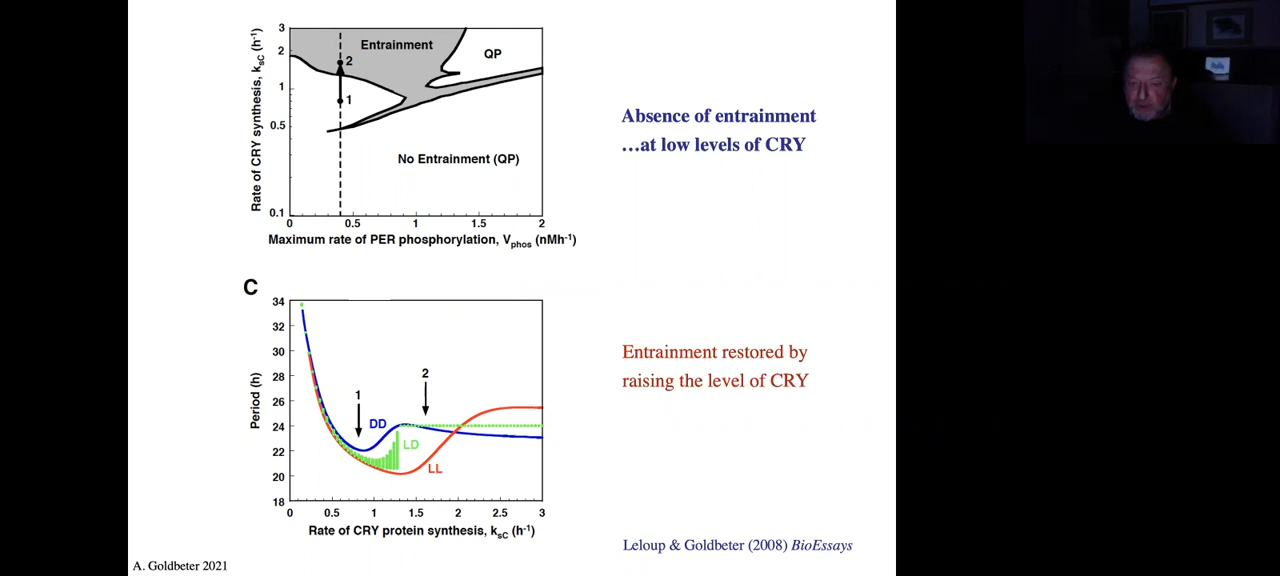 3
2
1
0.5
0.1
Rate of CRY synthesis, ksC (h-1)
Entrainment
QP
2
1
No Entrainment (QP)
0
0.5
1
1.5
2
Maximum rate of PER phosphorylation, Vphos (nMh-1)
Absence of entrainment
…at low levels of CRY
C
34
32
30
28
26
24
22
20
18
Period (h)
1
2
DD
LD
LL
0
0.5
1
1.5
2
2.5
3
Rate of CRY protein synthesis, ksC (h-1)
Entrainment restored by
raising the level of CRY
Leloup & Goldbeter (2008) BioEssays
A. Goldbeter 2021